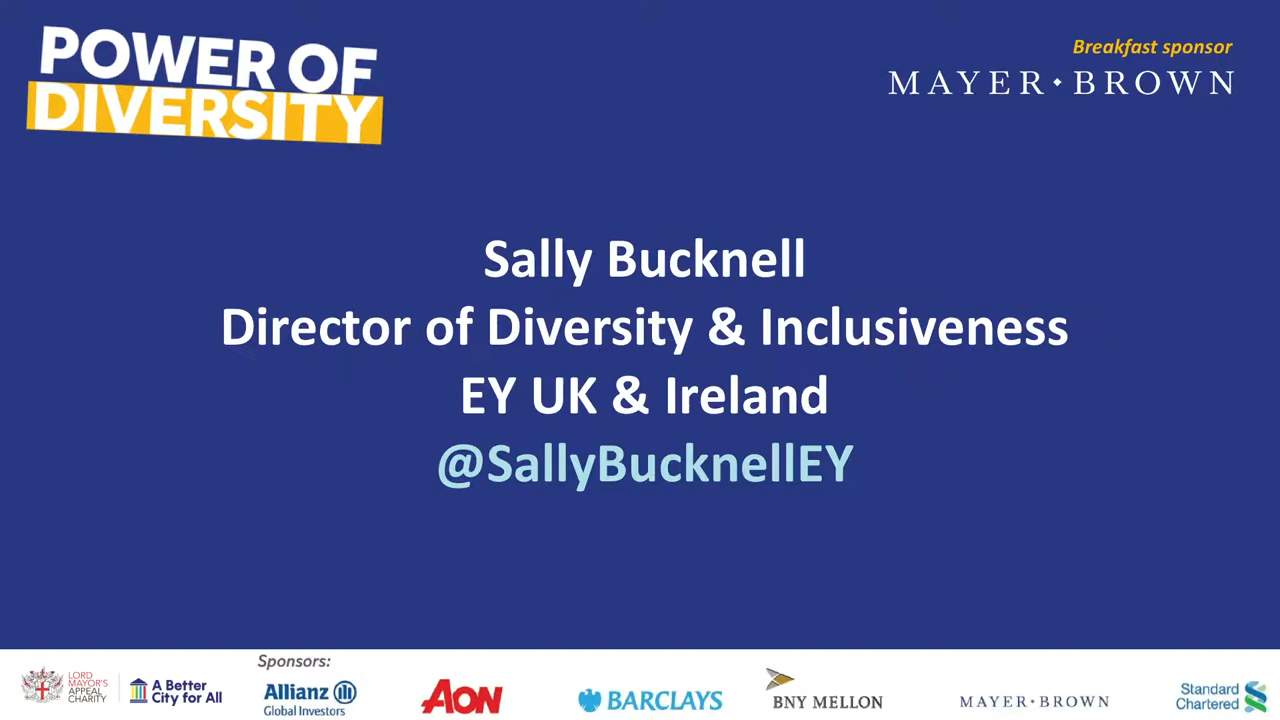 POWER OF
DIVERSITY
Breakfast sponsor
MAYER•BROWN
Sally Bucknell
Director of Diversity & Inclusiveness
EY UK & Ireland
@SallyBucknellEY
Sponsors:
LORD
MAYOR'S
APPEAL
CHARITY
A Better
City for All
Allianz
Global Investors
AON
BARCLAYS
BNY MELLON
MAYER•BROWN
Standard
Chartered